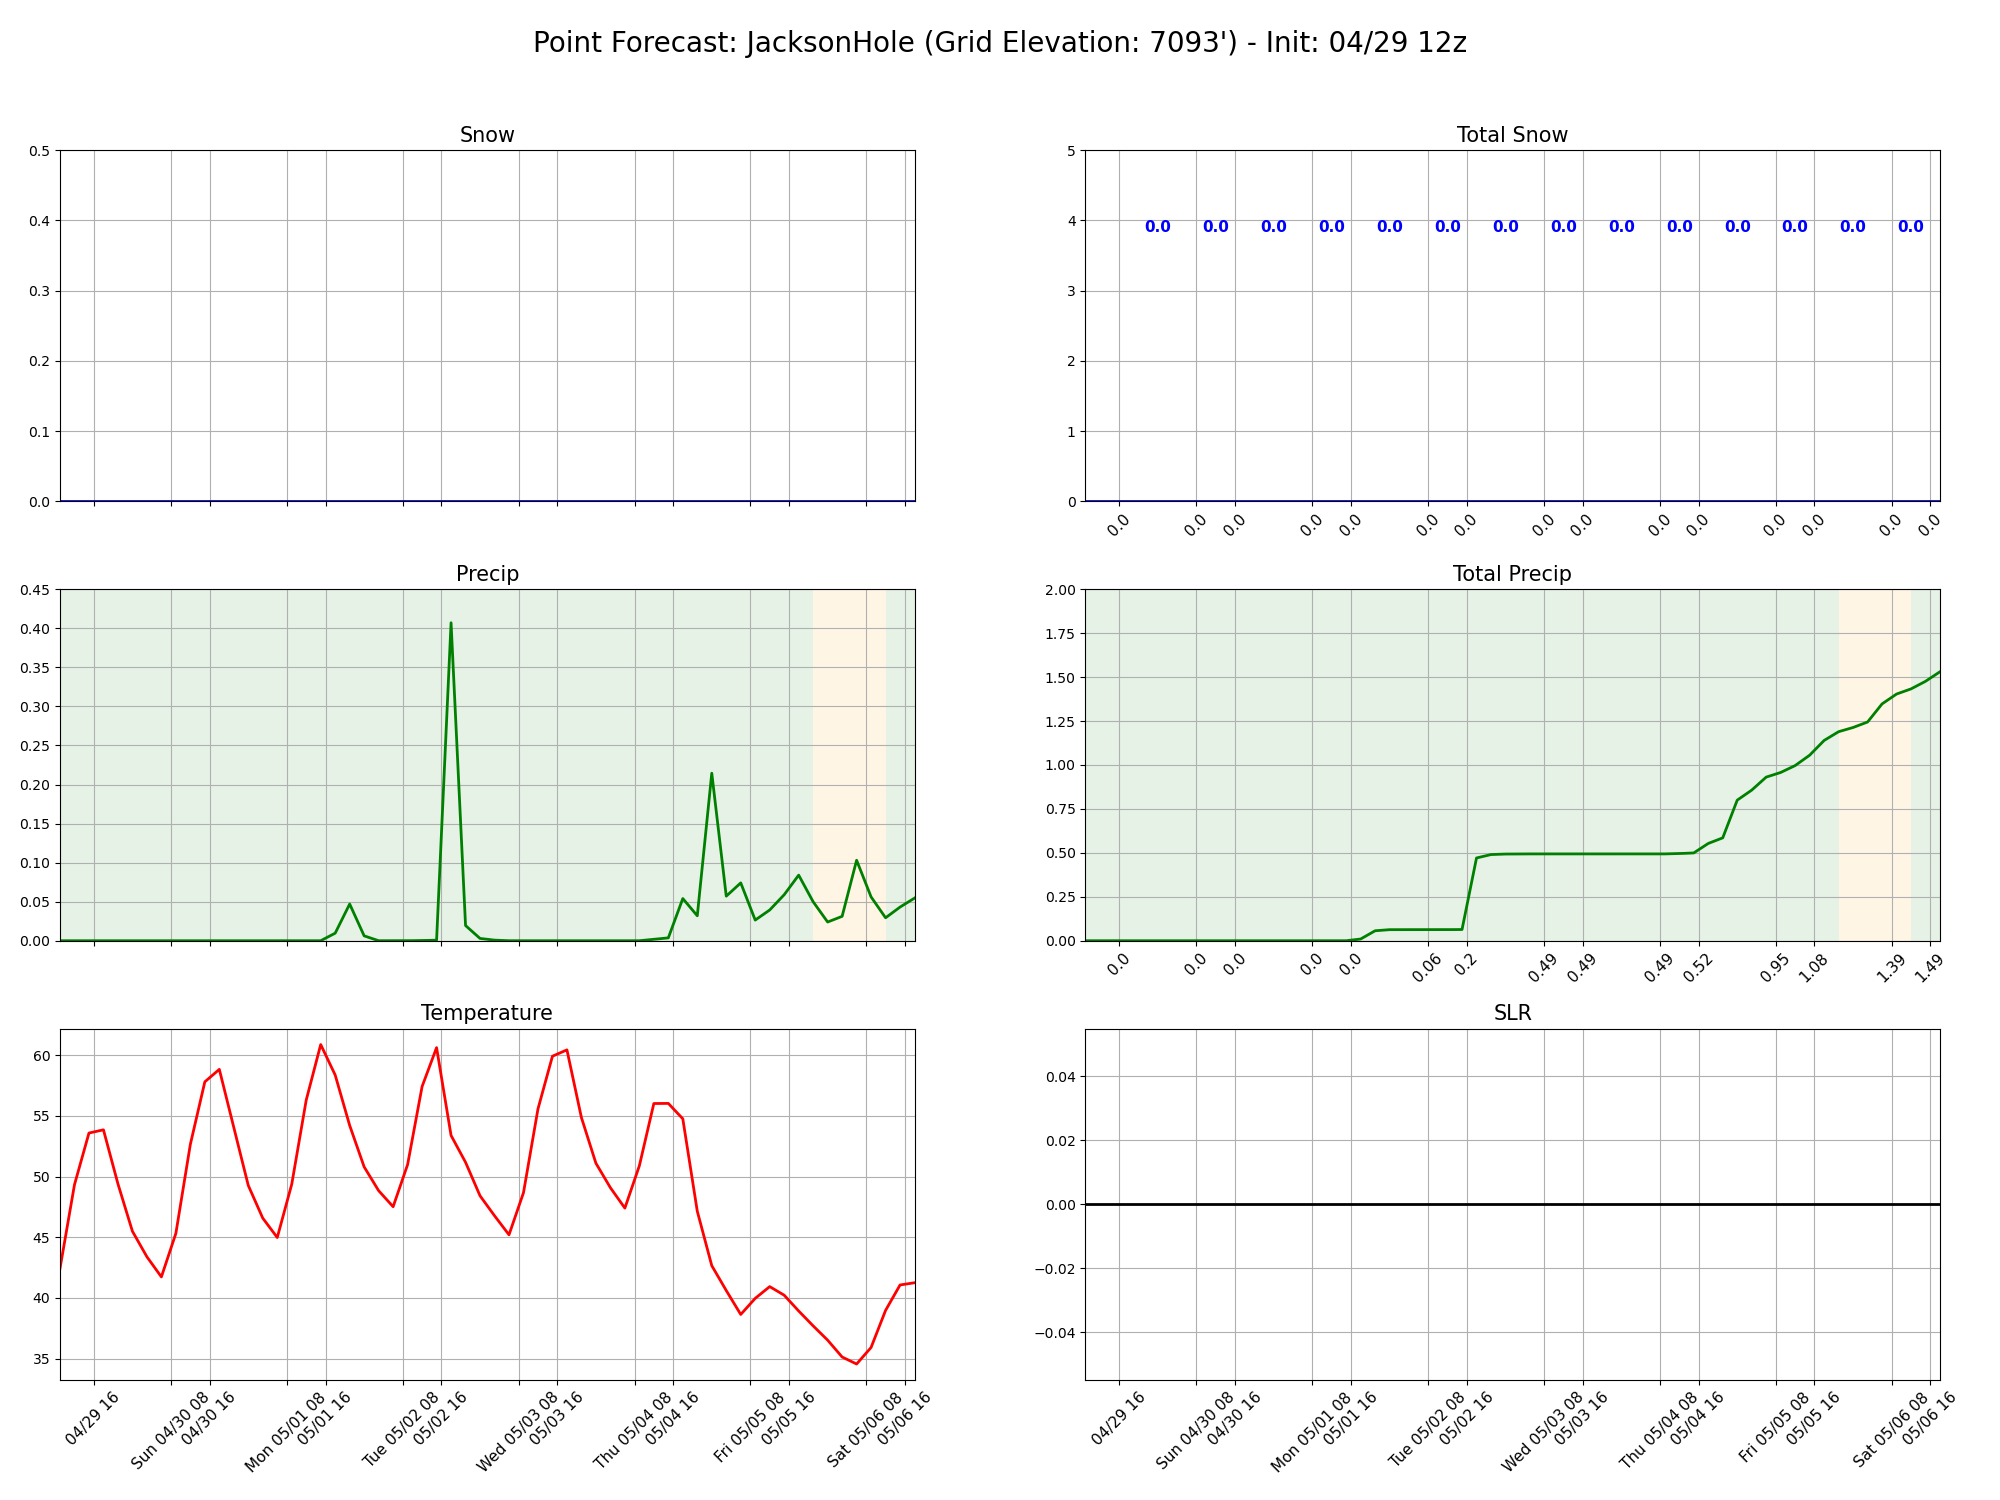 Point Forecast: JacksonHole (Grid Elevation: 7093') - Init: 04/29 12z
Snow
0.5
0.4
0.3
0.2
0.1
0.0
Total Snow
5
4
3
2
1
0
0.0 0.0 0.0 0.0 0.0 0.0 0.0 0.0 0.0 0.0 0.0 0.0 0.0 0.0
0.0 0.0 0.0 0.0 0.0 0.0 0.0 0.0 0.0 0.0 0.0 0.0 0.0 0.0 0.0
Precip
0.45
0.40
0.35
0.30
0.25
0.20
0.15
0.10
0.05
0.00
Total Precip
2.00
1.75
1.50
1.25
1.00
0.75
0.50
0.25
0.00
0.0 0.0 0.0 0.0 0.0 0.06 0.2 0.49 0.49 0.49 0.52 0.95 1.08 1.39 1.49
Temperature
60
55
50
45
40
35
04/29 16
Sun 04/30 08
04/30 16
Mon 05/01 08
05/01 16
Tue 05/02 08
05/02 16
Wed 05/03 08
05/03 16
Thu 05/04 08
05/04 16
Fri 05/05 08
05/05 16
Sat 05/06 08
05/06 16
SLR
0.04
0.02
0.00
−0.02
−0.04
04/29 16
Sun 04/30 08
04/30 16
Mon 05/01 08
05/01 16
Tue 05/02 08
05/02 16
Wed 05/03 08
05/03 16
Thu 05/04 08
05/04 16
Fri 05/05 08
05/05 16
Sat 05/06 08
05/06 16